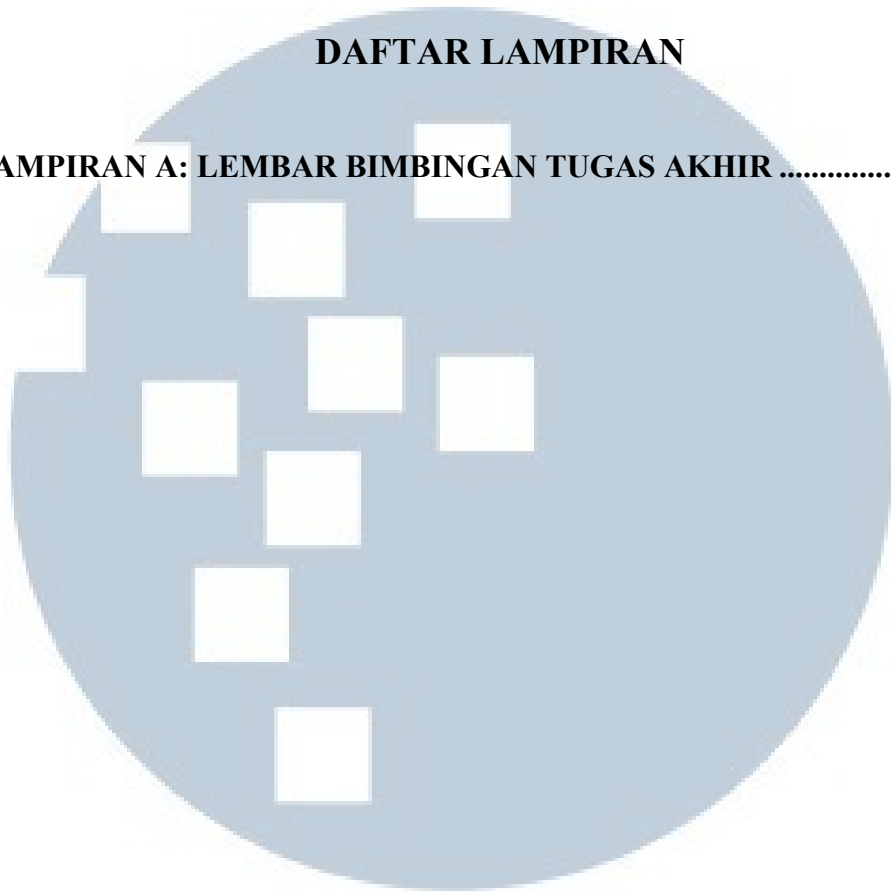 DAFTAR LAMPIRAN
AMPIRAN A: LEMBAR BIMBINGAN TUGAS AKHIR ..............